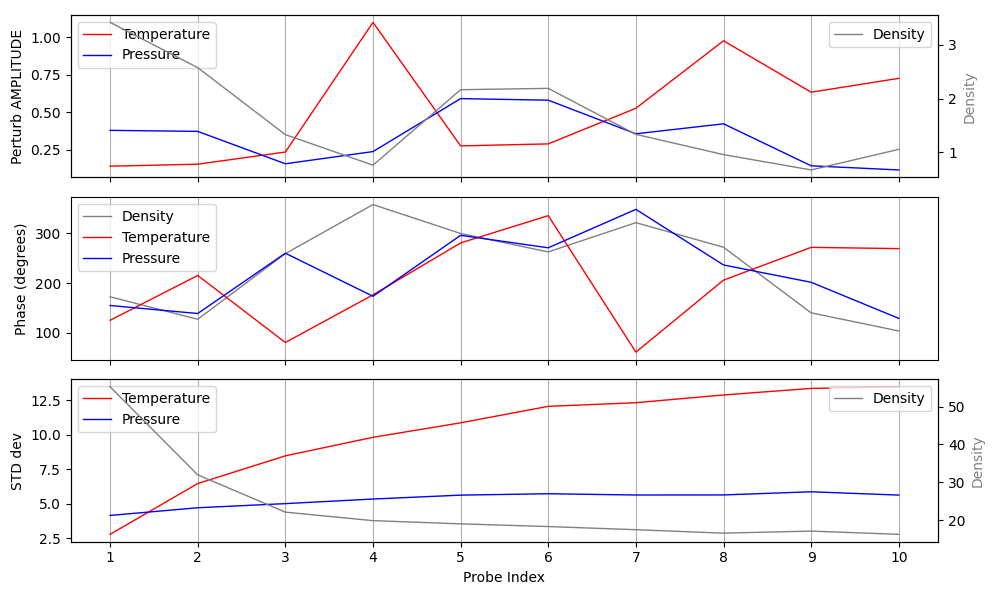 Perturb AMPLITUDE
1.00
0.75
0.50
0.25
Temperature
Pressure
Density
3
2
1
Density
Phase (degrees)
300
200
100
Density
Temperature
Pressure
STD dev
12.5
10.0
7.5
5.0
2.5
Temperature
Pressure
Density
50
40
30
20
Density
1 2 3 4 5 6 7 8 9 10
Probe Index